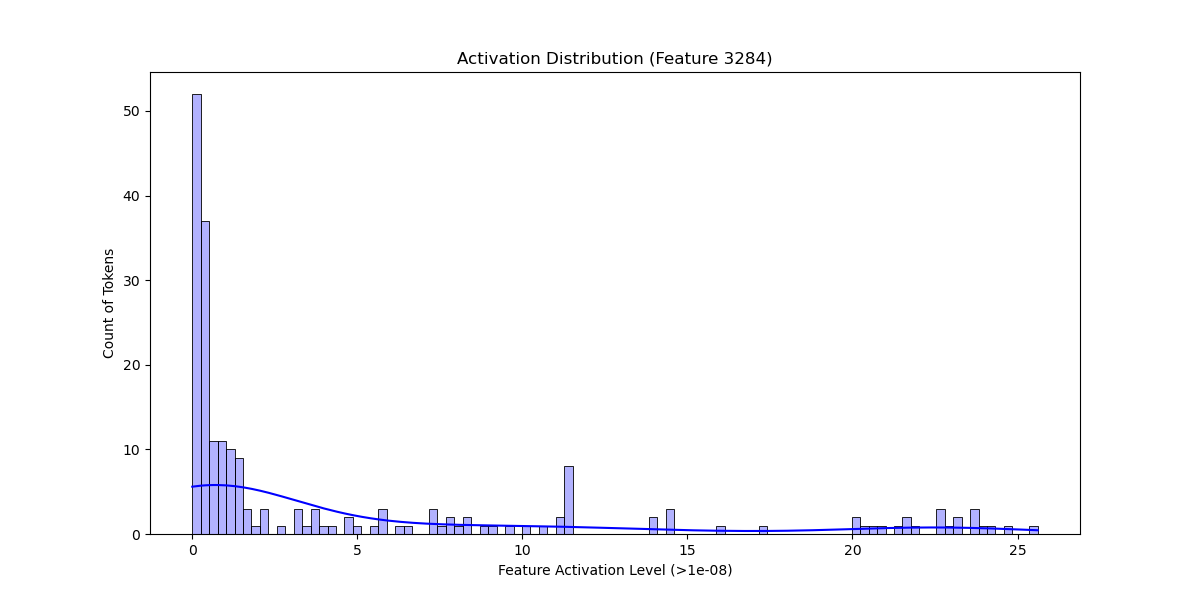 Activation Distribution (Feature 3284)
50
40
30
20
10
0
Count of Tokens
0 5 10 15 20 25
Feature Activation Level (>1e-08)